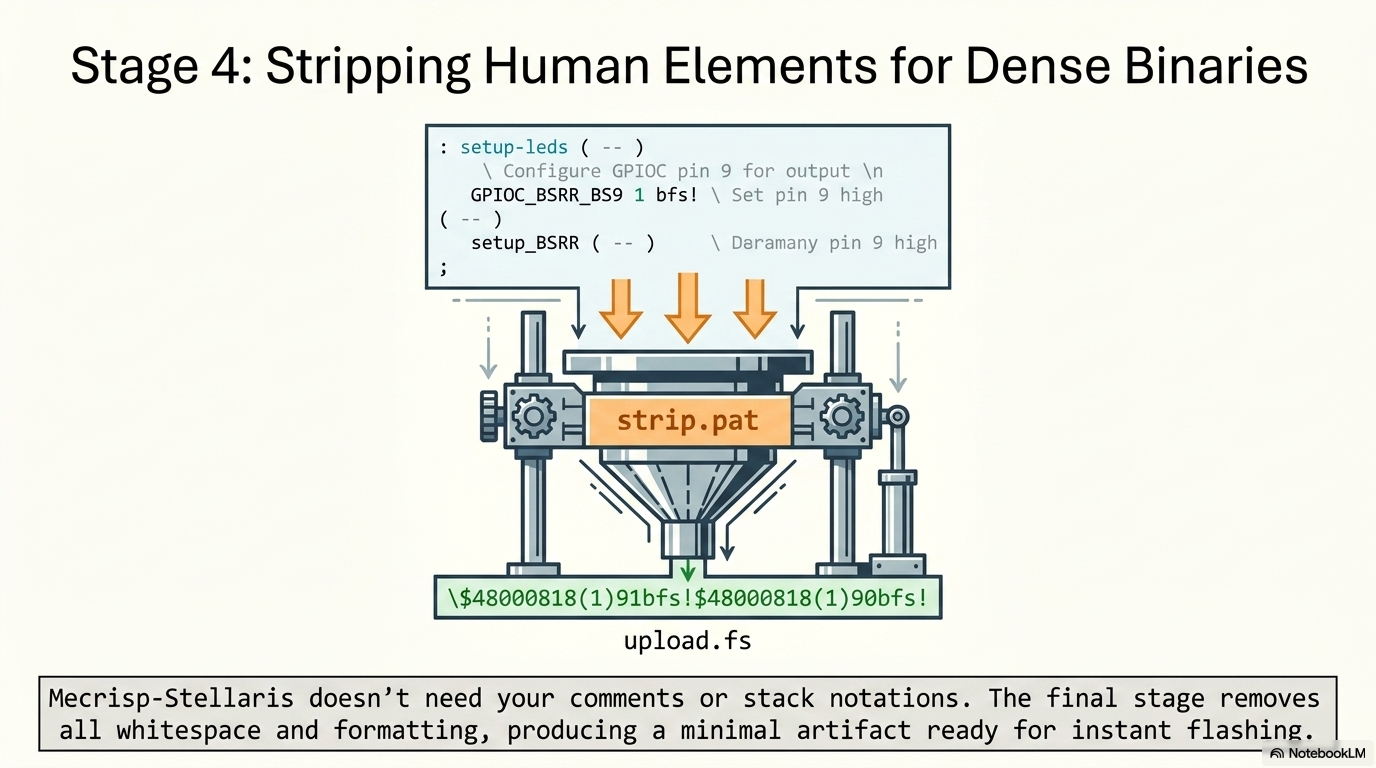 Stage 4: Stripping Human Elements for Dense Binaries
: setup-leds ( -- )
\ Configure GPIOC pin 9 for output \n
GPIOC_BSRR_BS9 1 bfs! \ Set pin 9 high
( -- )
setup_BSRR ( -- ) \ Daramany pin 9 high
;
strip.pat
\$48000818(1)91bfs!$48000818(1)90bfs!
upload.fs
Mecrisp-Stellaris doesn’t need your comments or stack notations. The final stage removes
all whitespace and formatting, producing a minimal artifact ready for instant flashing.
NotebookLM